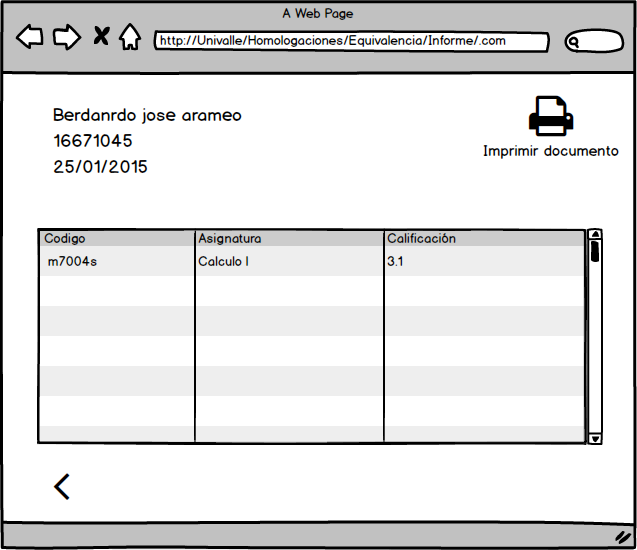 A Web Page
http://Univalle/Homologaciones/Equivalencia/Informe/.com
Berdanrdo jose arameo
16671045
25/01/2015
Imprimir documento
Codigo Asignatura Calificación
m7004s Calculo I 3.1